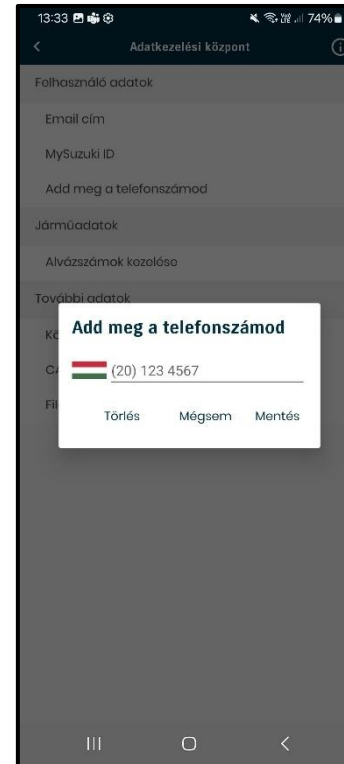 13:33 74%
Adatkezelési központ
Felhasználó adatok
Email cím
MySuzuki ID
Add meg a telefonszámod
Járműadatok
Alvázszámok kezelése
További adatok
Add meg a telefonszámod
(20) 123 4567
Törlés Mégsem Mentés